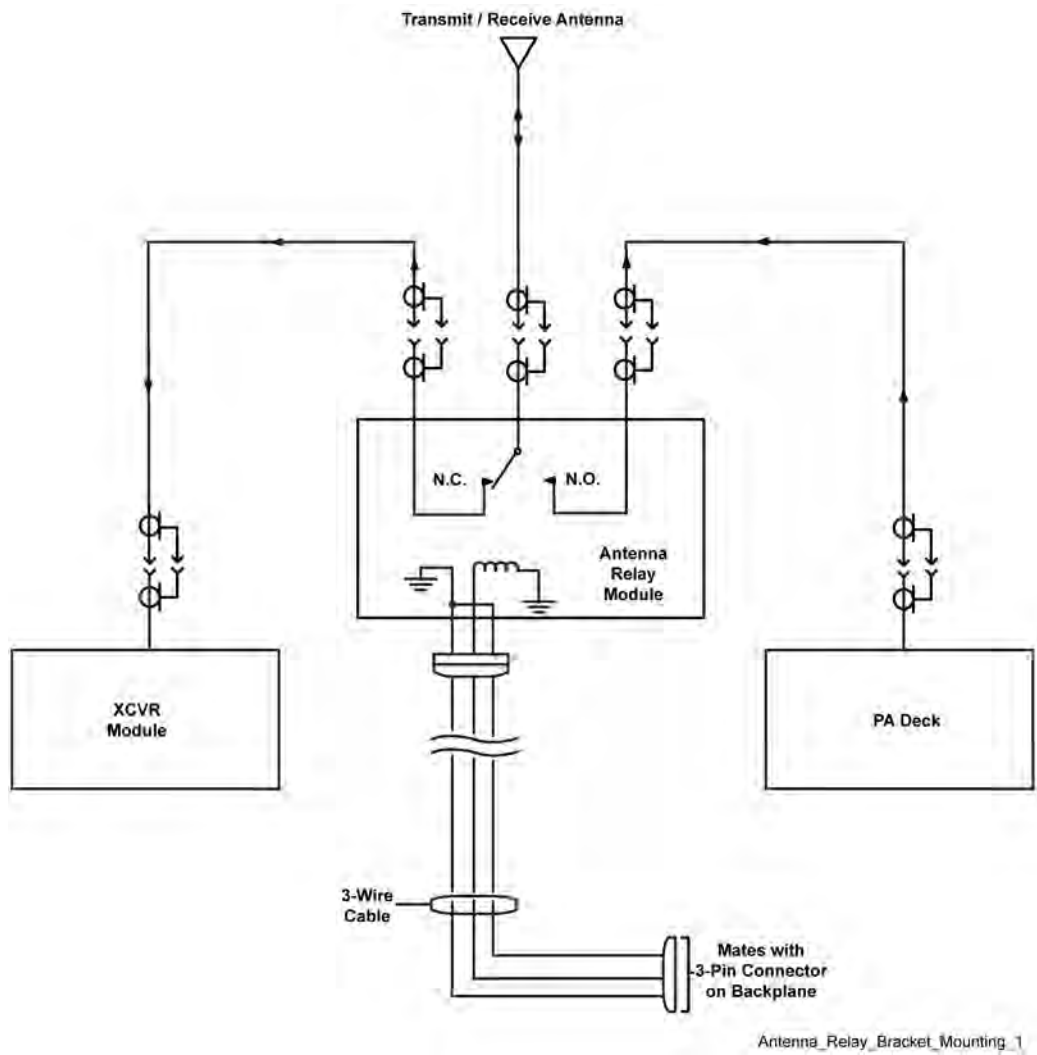 Transmit / Receive Antenna
N.C.
N.O.
Antenna
Relay
Module
XCVR
Module
PA Deck
3-Wire
Cable
Mates with
3-Pin Connector
on Backplane
Antenna_Relay_Bracket_Mounting_1